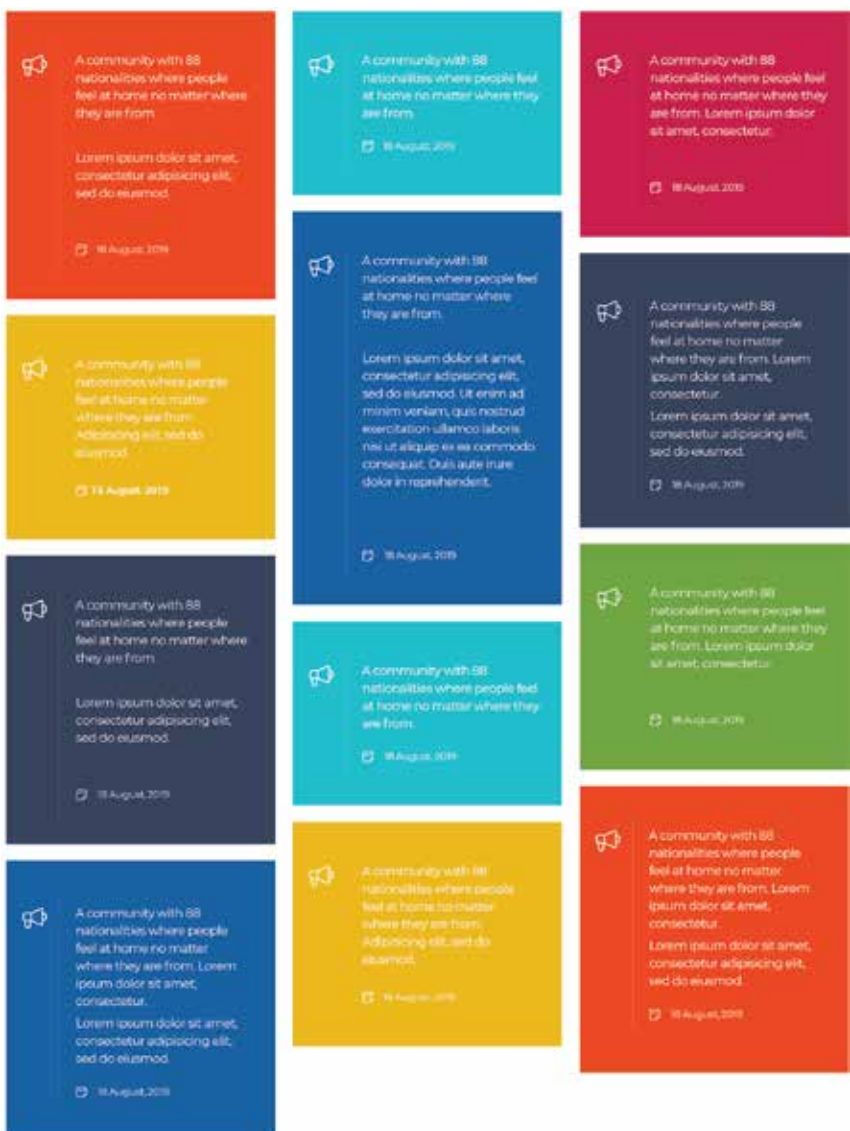 A community with 88
nationalities where people
feel at home no matter where
they are from
Lorem ipsum dolor sit amet,
consectetur adipisicing elit,
sed do eiusmod.
18 August, 2019
A community with 88
nationalities where people
feel at home no matter
where they are from.
Adipisicing elit, sed do
eiusmod.
August, 2019
A community with 88
nationalities where people
feel at home no matter where
they are from
Lorem ipsum dolor sit amet,
consectetur adipisicing elit,
sed do eiusmod.
August, 2019
A community with 88
nationalities where people
feel at home no matter
where they are from. Lorem
ipsum dolor sit amet,
consectetur.
Lorem ipsum dolor sit amet,
consectetur adipisicing elit,
sed do eiusmod.
August, 2019
A community with 88
nationalities where people feel
at home no matter where they
are from.
18 August, 2019
A community with 88
nationalities where people feel
at home no matter where
they are from.
Lorem ipsum dolor sit amet,
consectetur adipisicing elit,
sed do eiusmod. Ut enim ad
minim veniam, quis nostrud
exercitation ullamco laboris
nisi ut aliquip ex ea commodo
consequat. Duis aute irure
dolor in reprehenderit.
18 August, 2019
A community with 88
nationalities where people feel
at home no matter where they
are from.
18 August, 2019
A community with 88
nationalities where people
feel at home no matter
where they are from.
Adipisicing elit, sed do
eiusmod.
August, 2019
A community with 88
nationalities where people feel
at home no matter where they
are from. Lorem ipsum dolor
sit amet, consectetur.
18 August, 2019
A community with 88
nationalities where people
feel at home no matter
where they are from. Lorem
ipsum dolor sit amet,
consectetur.
Lorem ipsum dolor sit amet,
consectetur adipisicing elit,
sed do eiusmod.
18 August, 2019
A community with 88
nationalities where people feel
at home no matter where they
are from. Lorem ipsum dolor
sit amet, consectetur.
18 August, 2019
A community with 88
nationalities where people
feel at home no matter
where they are from. Lorem
ipsum dolor sit amet,
consectetur.
Lorem ipsum dolor sit amet,
consectetur adipisicing elit,
sed do eiusmod.
August, 2019